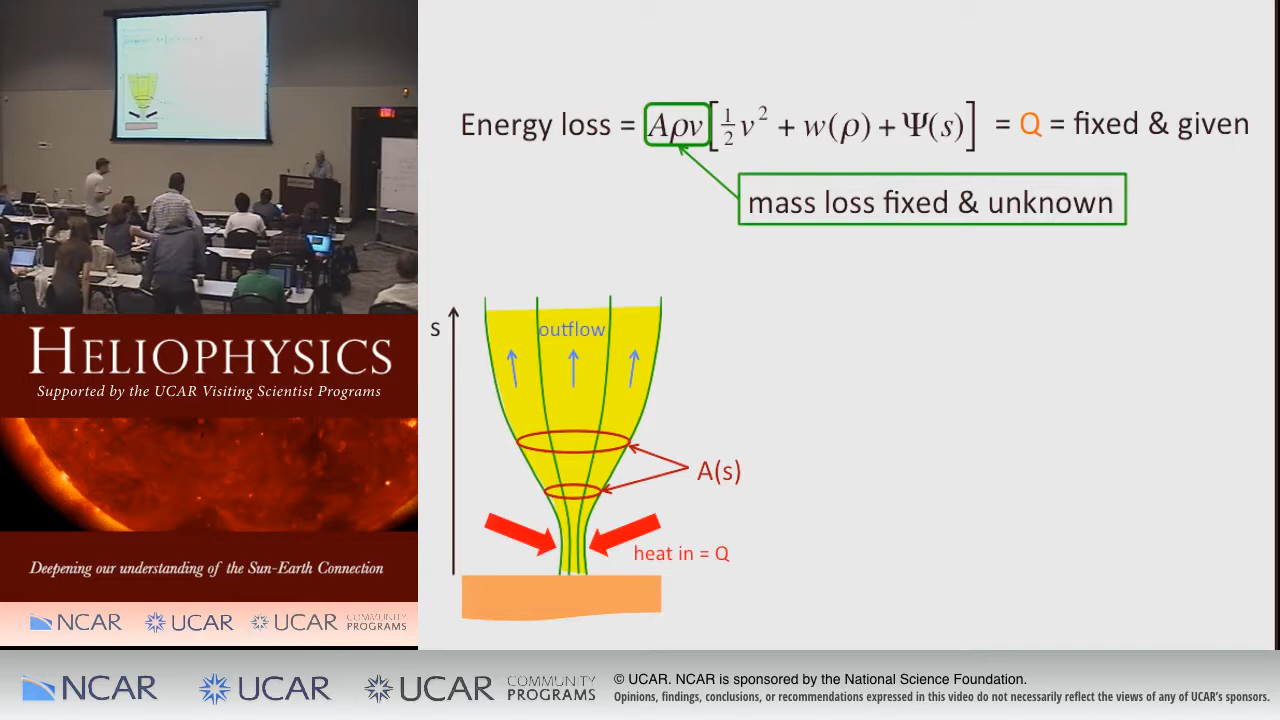 Energy loss = Aρv[½v² + w(ρ) + Ψ(s)] = Q = fixed & given
mass loss fixed & unknown
s
outflow
A(s)
heat in = Q
HELIOPHYSICS
Supported by the UCAR Visiting Scientist Programs
Deepening our understanding of the Sun-Earth Connection
NCAR UCAR UCAR COMMUNITY PROGRAMS
NCAR UCAR UCAR COMMUNITY PROGRAMS
© UCAR. NCAR is sponsored by the National Science Foundation.
Opinions, findings, conclusions, or recommendations expressed in this video do not necessarily reflect the views of any of UCAR's sponsors.